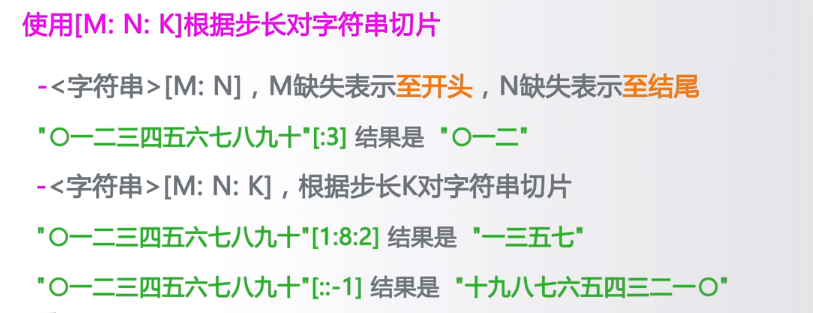 使用[M: N: K]根据步长对字符串切片
-<字符串>[M: N]，M缺失表示至开头，N缺失表示至结尾
"〇一二三四五六七八九十"[:3] 结果是 "〇一二"
-<字符串>[M: N: K]，根据步长K对字符串切片
"〇一二三四五六七八九十"[1:8:2] 结果是 "一三五七"
"〇一二三四五六七八九十"[::-1] 结果是 "十九八七六五四三二一〇"